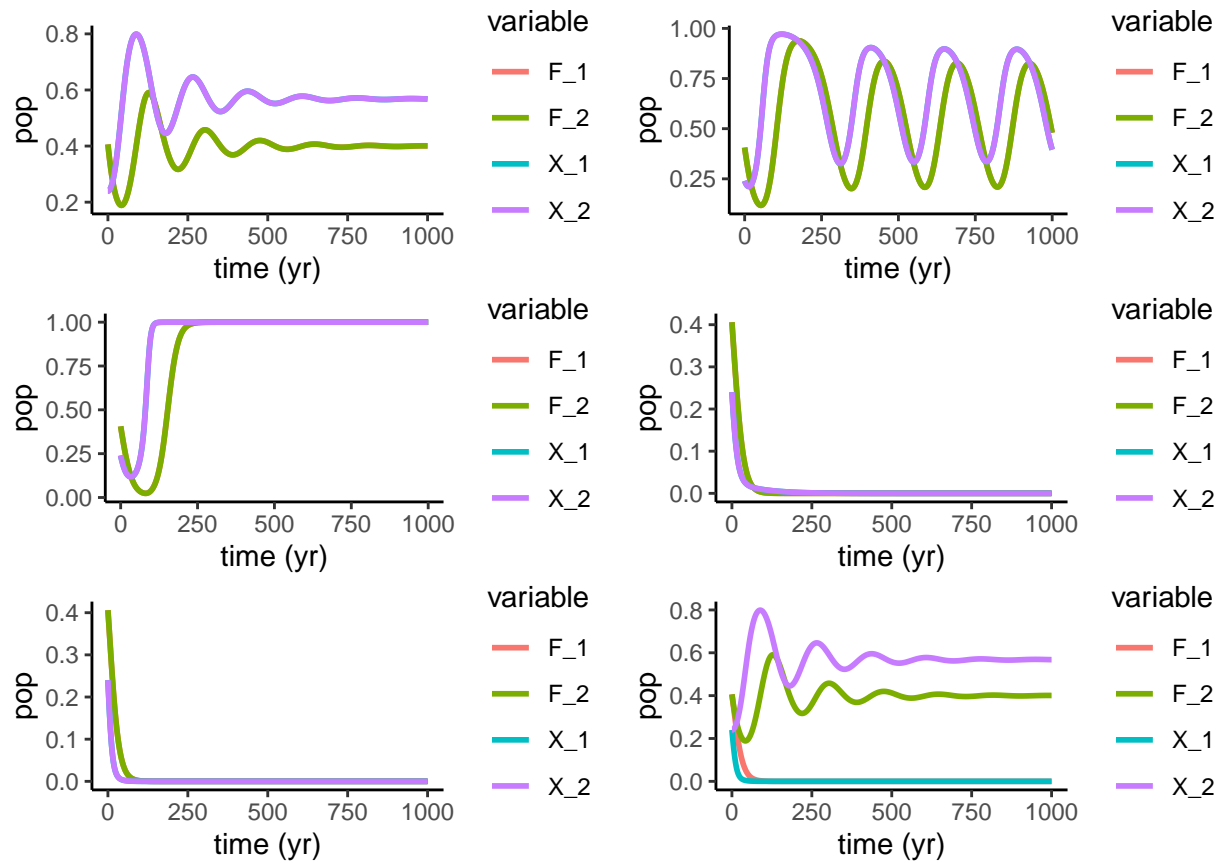 variable
0.8
0.6
0.4
0.2
pop
0 250 500 750 1000
time (yr)
F_1
F_2
X_1
X_2
variable
1.00
0.75
0.50
0.25
pop
0 250 500 750 1000
time (yr)
F_1
F_2
X_1
X_2
variable
1.00
0.75
0.50
0.25
0.00
pop
0 250 500 750 1000
time (yr)
F_1
F_2
X_1
X_2
variable
0.4
0.3
0.2
0.1
0.0
pop
0 250 500 750 1000
time (yr)
F_1
F_2
X_1
X_2
variable
0.4
0.3
0.2
0.1
0.0
pop
0 250 500 750 1000
time (yr)
F_1
F_2
X_1
X_2
variable
0.8
0.6
0.4
0.2
0.0
pop
0 250 500 750 1000
time (yr)
F_1
F_2
X_1
X_2